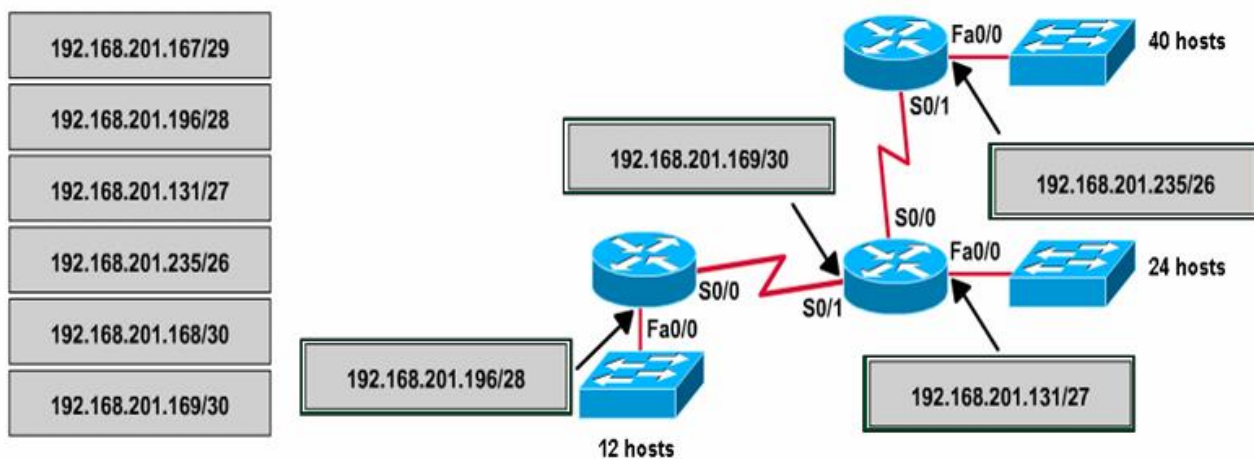 192.168.201.167/29
192.168.201.196/28
192.168.201.131/27
192.168.201.235/26
192.168.201.168/30
192.168.201.169/30
Fa0/0
40 hosts
S0/1
192.168.201.169/30
192.168.201.235/26
S0/0
Fa0/0
24 hosts
S0/0
S0/1
Fa0/0
192.168.201.196/28
192.168.201.131/27
12 hosts